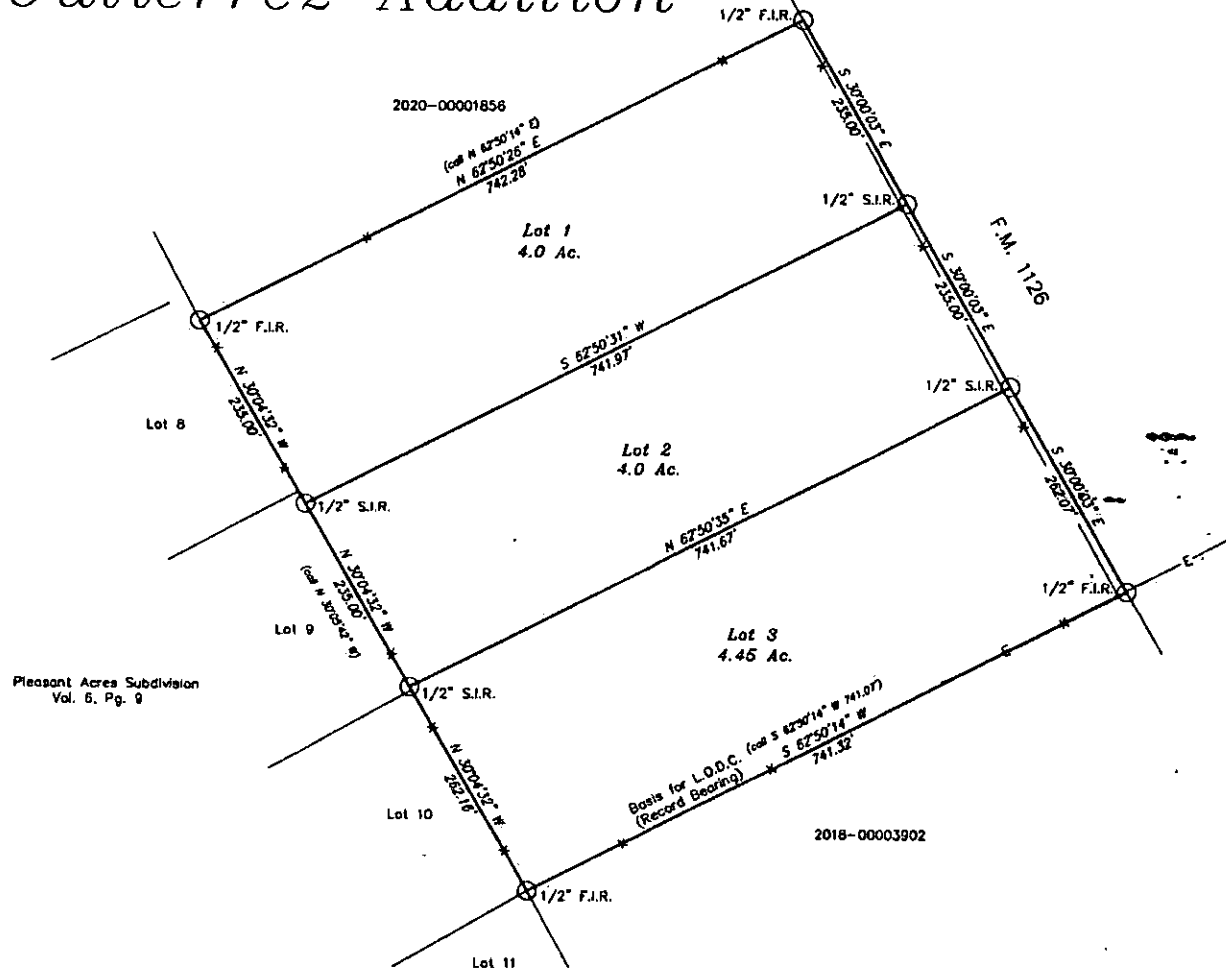 Gutierrez Addition
1/2" F.I.R.
2020-00001856
(call N 62°50'14" E)
N 62°50'26" E
742.28'
S 30°00'03" E
235.00'
Lot 1
4.0 Ac.
1/2" S.I.R.
F.M. 1126
1/2" F.I.R.
S 62°50'31" W
741.97'
S 30°00'03" E
235.00'
N 30°04'32" W
235.00'
Lot 8
1/2" S.I.R.
Lot 2
4.0 Ac.
1/2" S.I.R.
N 62°50'35" E
741.67'
S 30°00'03" E
262.07'
N 30°04'32" W
235.00'
(call N 30°05'42" W)
Lot 9
1/2" F.I.R.
E
Lot 3
4.45 Ac.
Pleasant Acres Subdivision
Vol. 6, Pg. 9
1/2" S.I.R.
(call S 62°50'14" W 741.07')
S 62°50'14" W
741.32'
Basis for L.O.D.C.
(Record Bearing)
N 30°04'32" W
262.16'
Lot 10
2018-00003902
1/2" F.I.R.
Lot 11